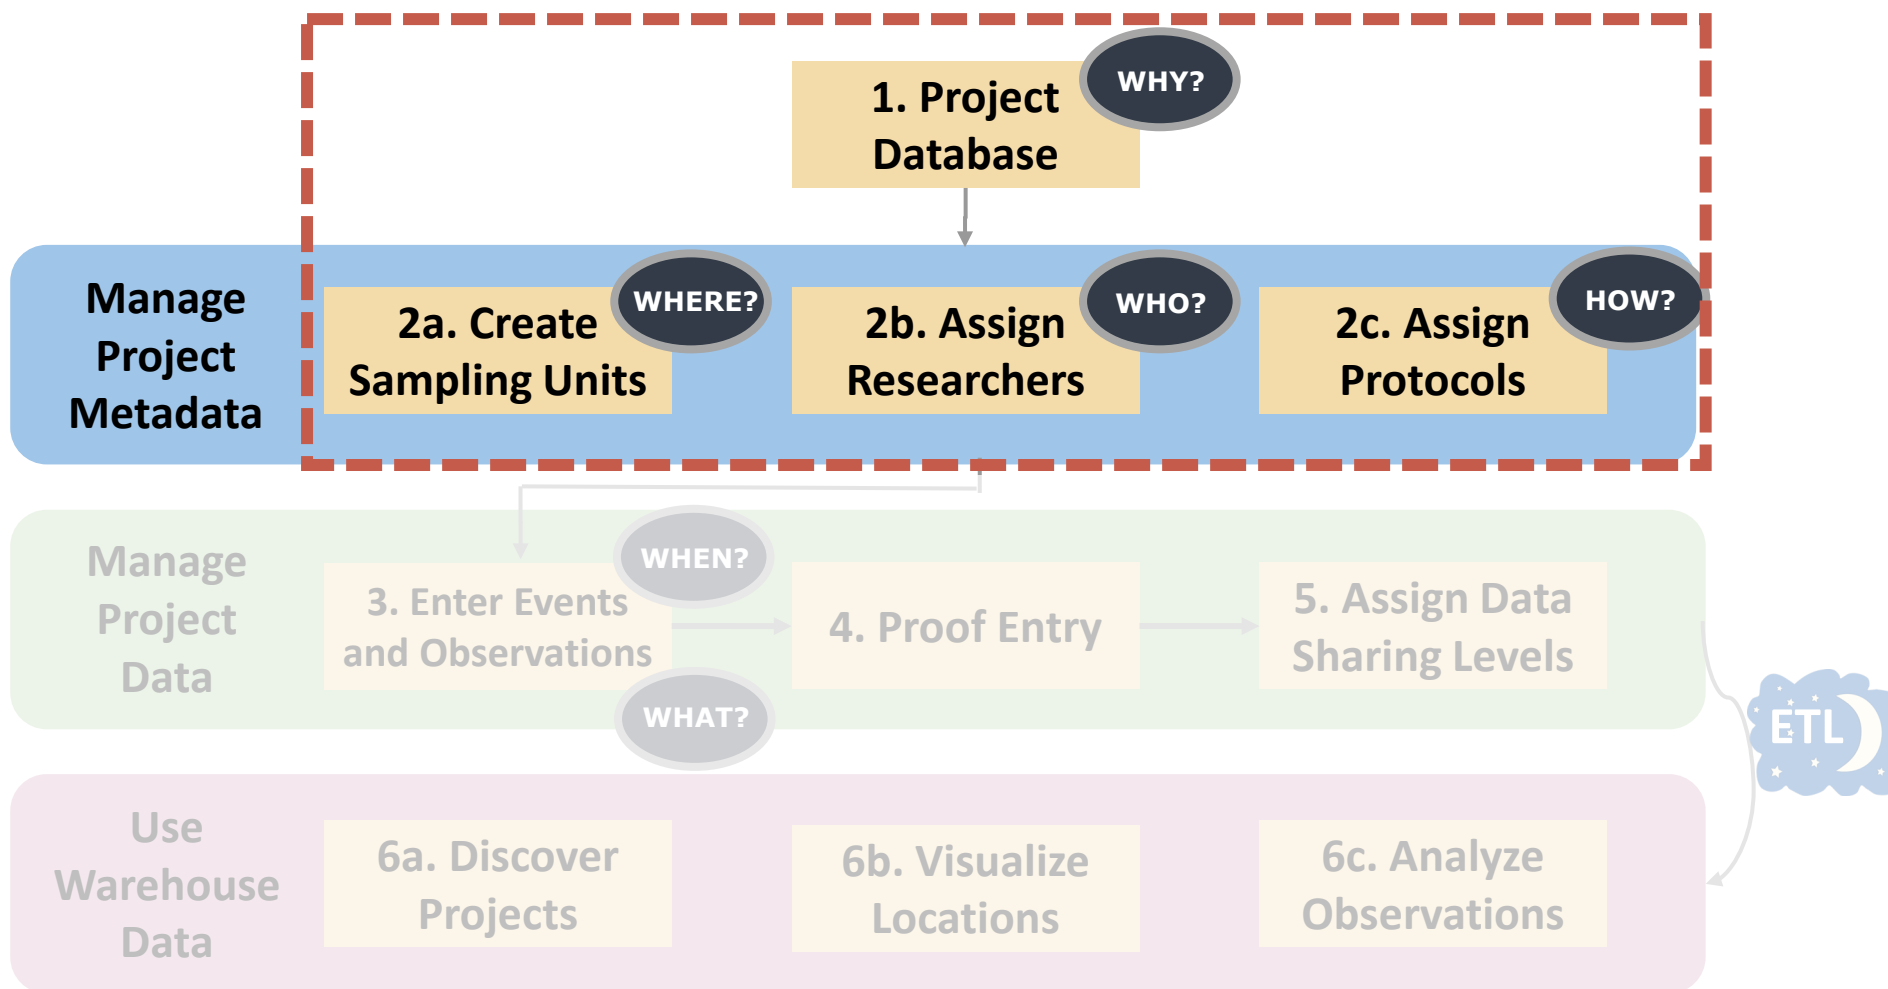 WHY?
1. Project
Database
Manage
Project
Metadata
WHERE?
2a. Create
Sampling Units
WHO?
2b. Assign
Researchers
HOW?
2c. Assign
Protocols
Manage
Project
Data
WHEN?
3. Enter Events
and Observations
WHAT?
4. Proof Entry
5. Assign Data
Sharing Levels
ETL
Use
Warehouse
Data
6a. Discover
Projects
6b. Visualize
Locations
6c. Analyze
Observations